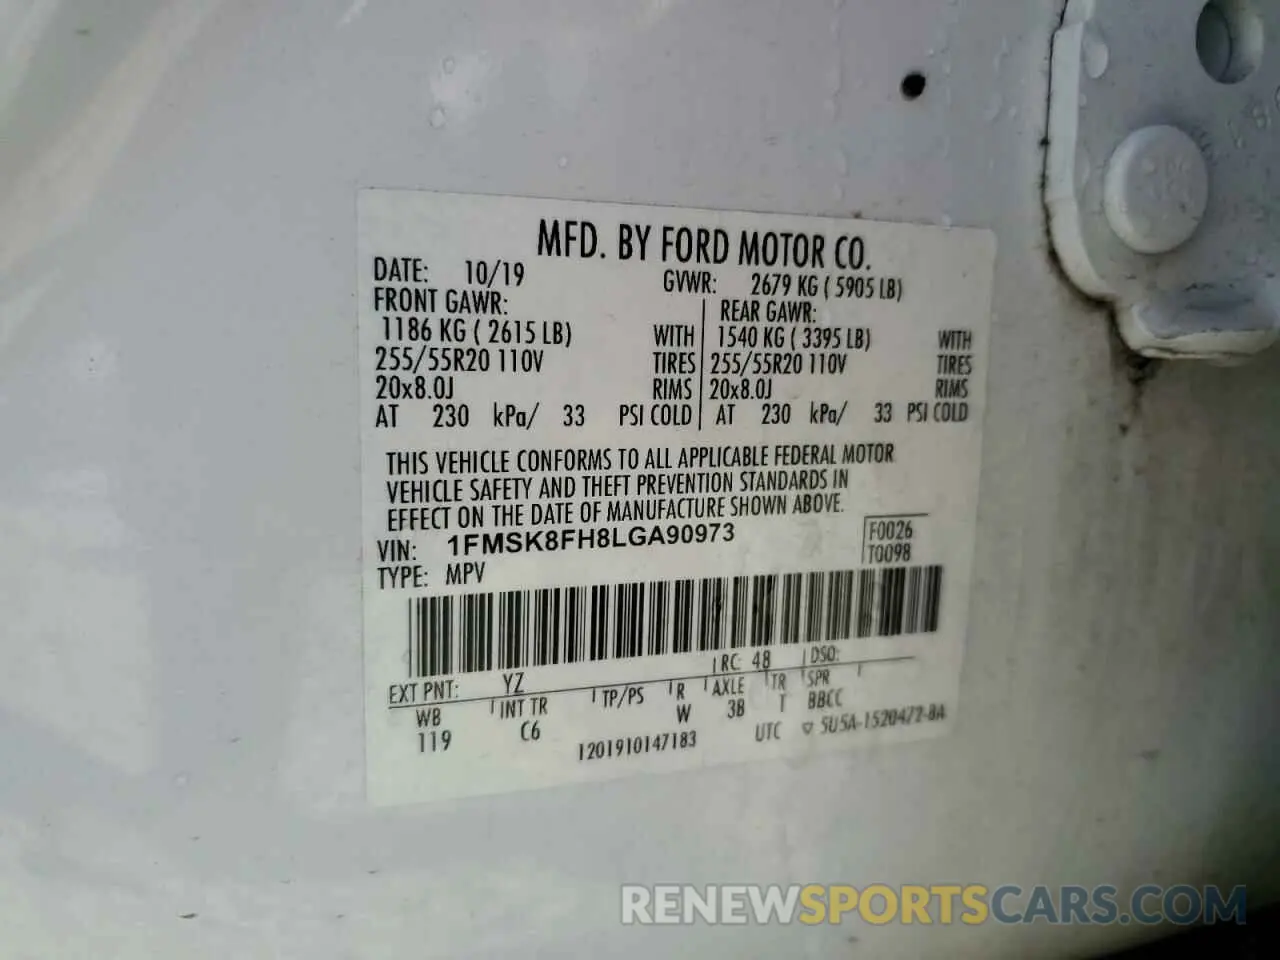 MFD. BY FORD MOTOR CO.
DATE: 10/19 GVWR: 2679 KG ( 5905 LB)
FRONT GAWR: REAR GAWR:
1186 KG ( 2615 LB) WITH 1540 KG ( 3395 LB) WITH
255/55R20 110V TIRES 255/55R20 110V TIRES
20x8.0J RIMS 20x8.0J RIMS
AT 230 kPa/ 33 PSI COLD AT 230 kPa/ 33 PSI COLD
THIS VEHICLE CONFORMS TO ALL APPLICABLE FEDERAL MOTOR
VEHICLE SAFETY AND THEFT PREVENTION STANDARDS IN
EFFECT ON THE DATE OF MANUFACTURE SHOWN ABOVE.
VIN: 1FMSK8FH8LGA90973 F0026
TYPE: MPV T0098
EXT PNT: YZ RC: 48 DSO:
WB INT TR TP/PS R AXLE TR SPR
119 C6 W 3B T BBCC
1201910147183 UTC ▽ 5U5A-1520472-BA
RENEWSPORTSCARS.COM